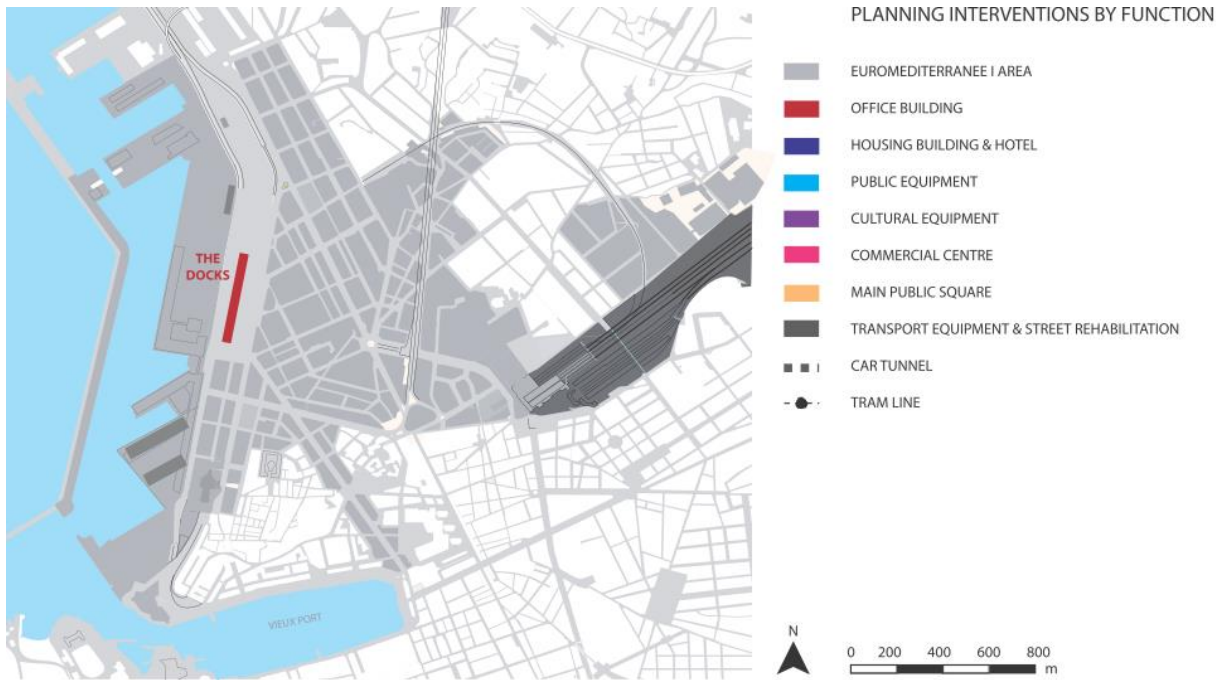 PLANNING INTERVENTIONS BY FUNCTION
EUROMEDITERRANEE I AREA
OFFICE BUILDING
HOUSING BUILDING & HOTEL
PUBLIC EQUIPMENT
CULTURAL EQUIPMENT
COMMERCIAL CENTRE
MAIN PUBLIC SQUARE
TRANSPORT EQUIPMENT & STREET REHABILITATION
CAR TUNNEL
TRAM LINE
THE
DOCKS
VIEUX PORT
N
0 200 400 600 800
m